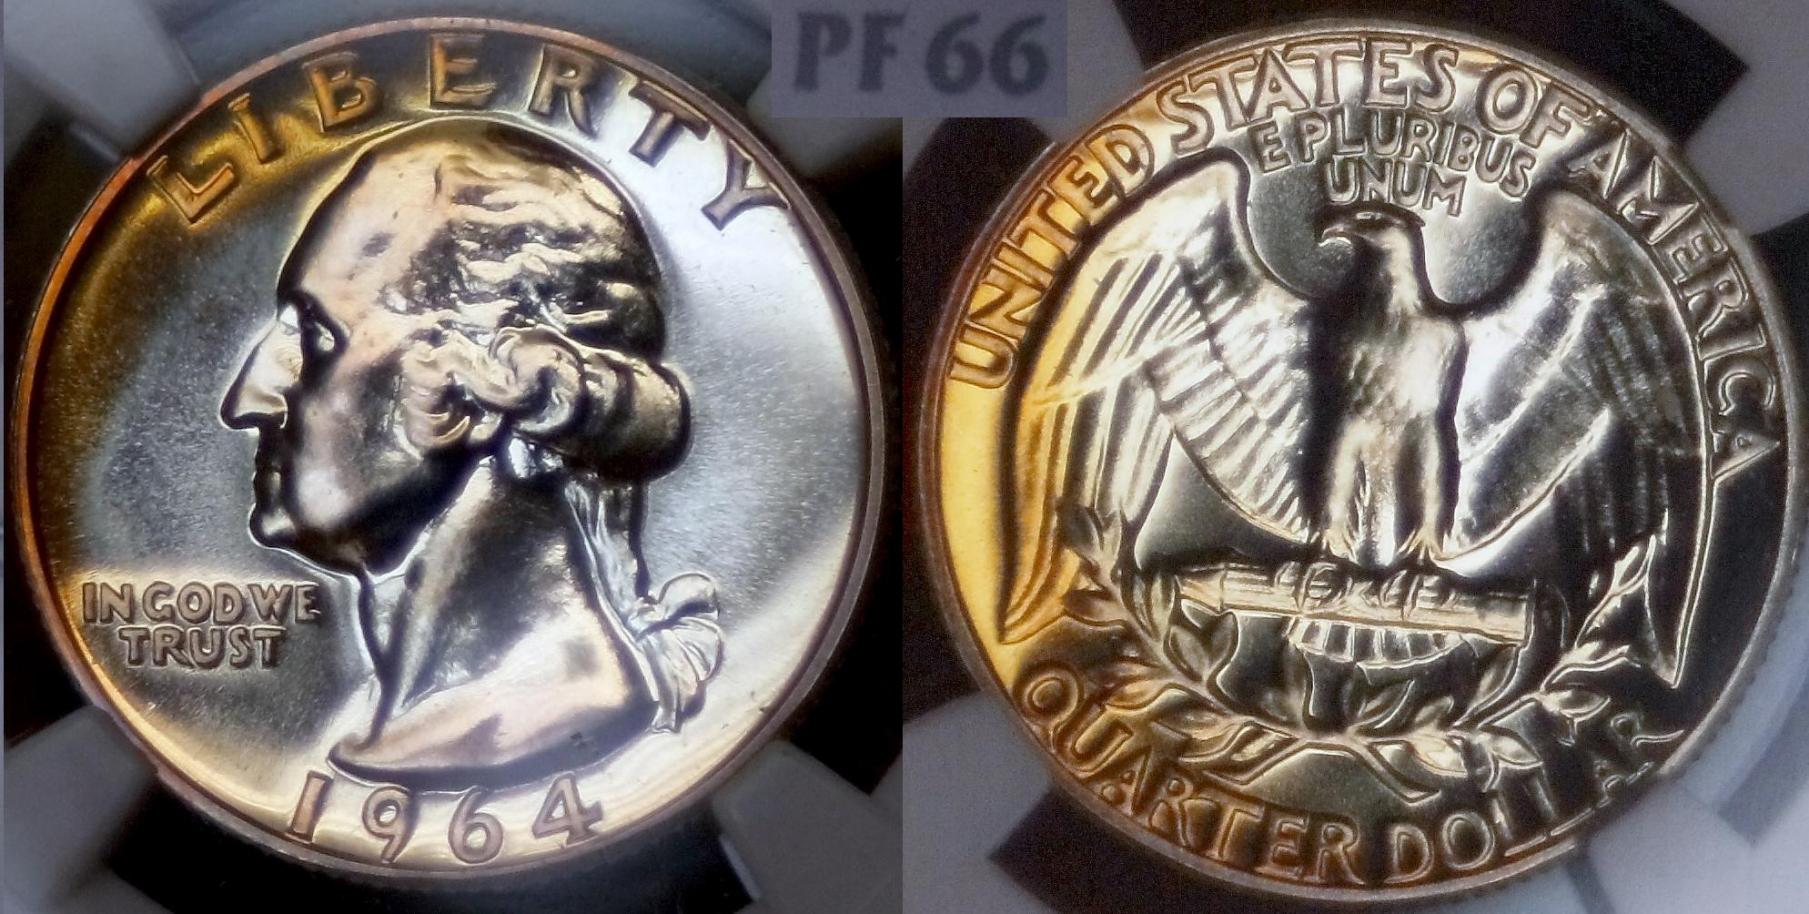 LIBERTY
IN GOD WE
TRUST
1964
PF 66
UNITED STATES OF AMERICA
E PLURIBUS
UNUM
QUARTER DOLLAR